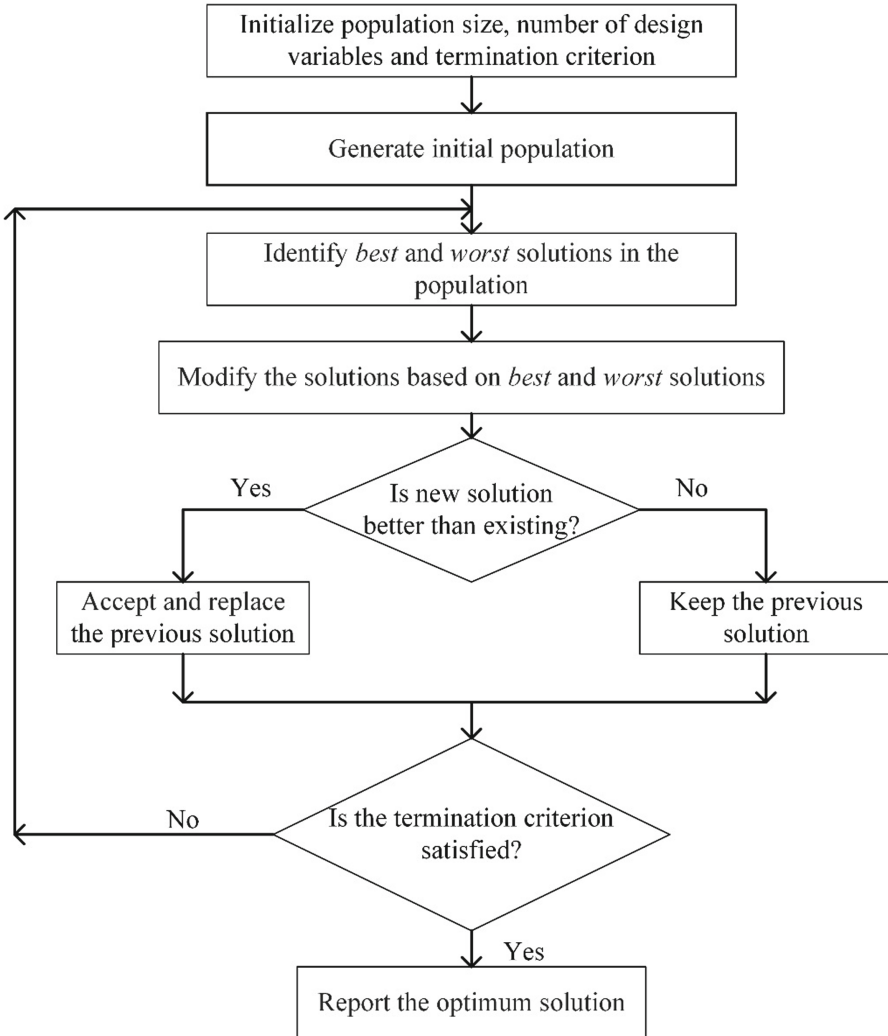 Initialize population size, number of design
variables and termination criterion
Generate initial population
Identify best and worst solutions in the
population
Modify the solutions based on best and worst solutions
Yes
Is new solution
better than existing?
No
Accept and replace
the previous solution
Keep the previous
solution
Is the termination criterion
satisfied?
No
Yes
Report the optimum solution